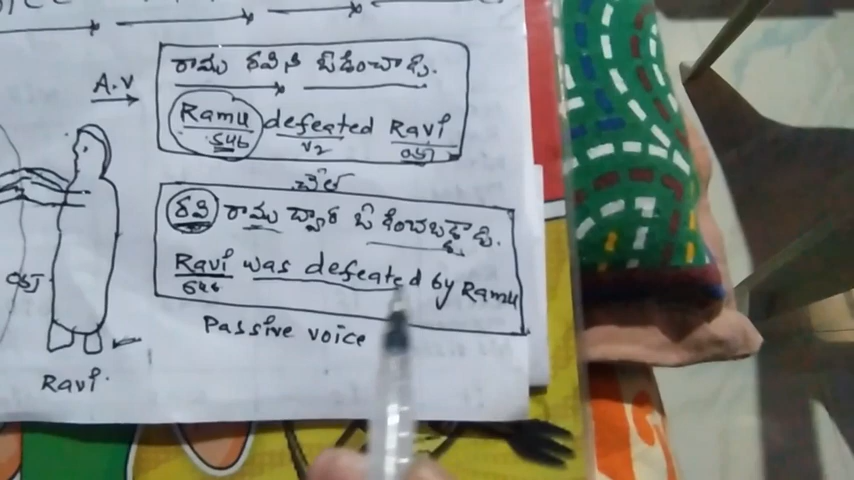 A.V
రాము రవిని ఓడించాడు.
Ramu defeated Ravi
Sub V2 obj
చేత
రవి రాము ద్వారా ఓడించబడ్డాడు.
Ravi was defeated by Ramu
Sub
obj
Passive voice
Ravi